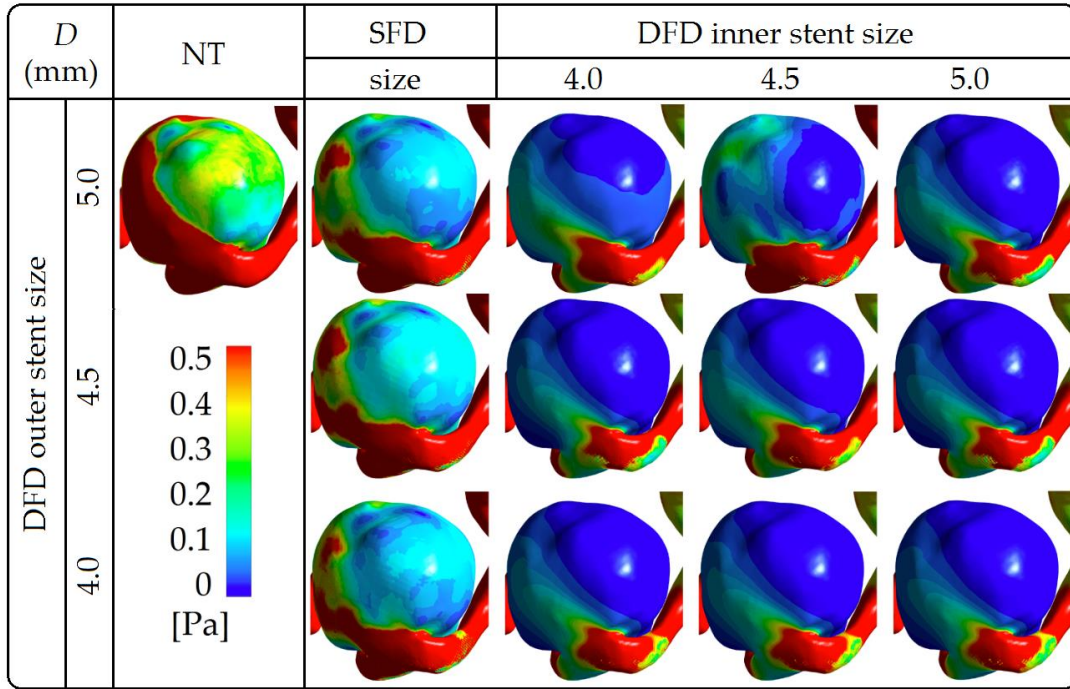 D
(mm)
NT
SFD
size
DFD inner stent size
4.0 4.5 5.0
DFD outer stent size
5.0
4.5
4.0
0.5
0.4
0.3
0.2
0.1
0
[Pa]